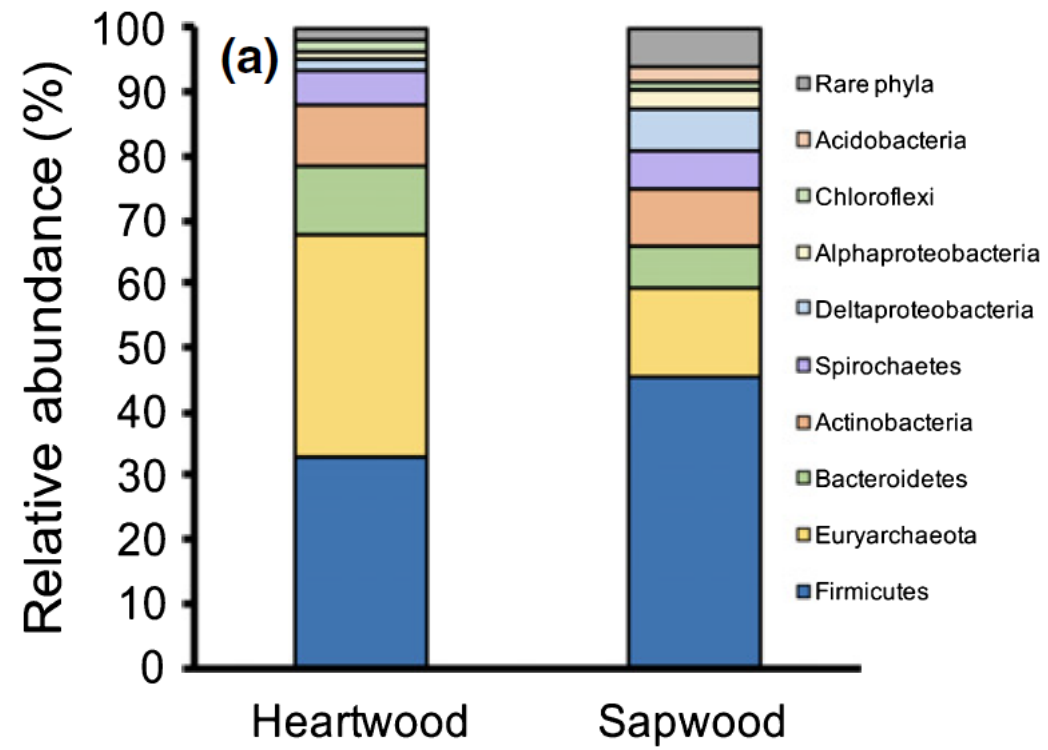 (a)
Relative abundance (%)
100
90
80
70
60
50
40
30
20
10
0
Heartwood
Sapwood
Rare phyla
Acidobacteria
Chloroflexi
Alphaproteobacteria
Deltaproteobacteria
Spirochaetes
Actinobacteria
Bacteroidetes
Euryarchaeota
Firmicutes